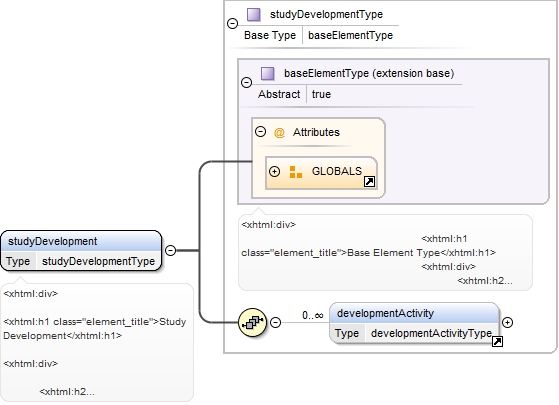 studyDevelopmentType
Base Type baseElementType
baseElementType (extension base)
Abstract true
@ Attributes
GLOBALS
<xhtml:div>
<xhtml:h1
class="element_title">Base Element Type</xhtml:h1>
<xhtml:div>
<xhtml:h2...
studyDevelopment
Type studyDevelopmentType
<xhtml:div>
<xhtml:h1 class="element_title">Study
Development</xhtml:h1>
<xhtml:div>
<xhtml:h2...
0..∞
developmentActivity
Type developmentActivityType